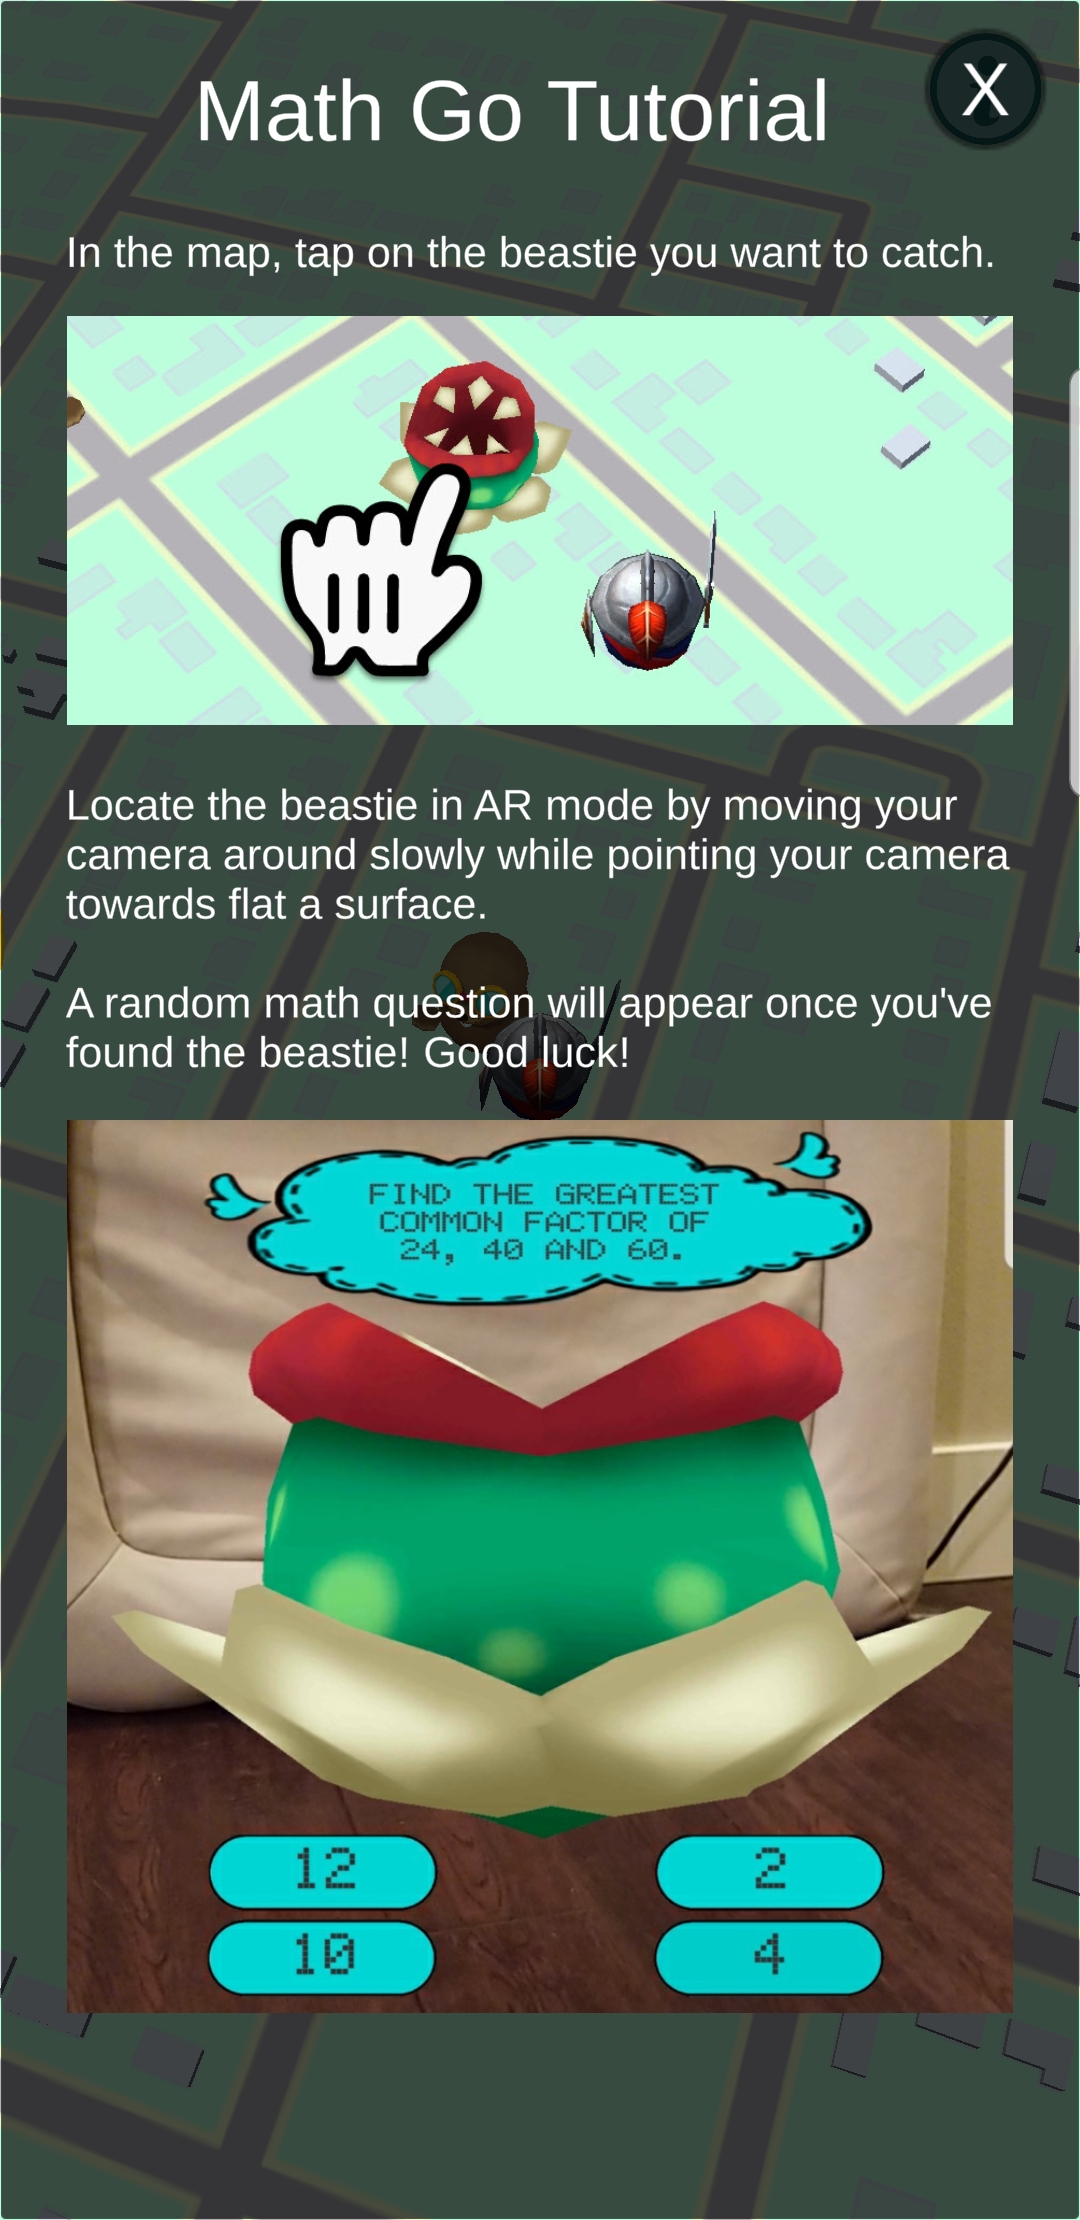 Math Go Tutorial
X
In the map, tap on the beastie you want to catch.
Locate the beastie in AR mode by moving your
camera around slowly while pointing your camera
towards flat a surface.
A random math question will appear once you've
found the beastie! Good luck!
FIND THE GREATEST
COMMON FACTOR OF
24, 40 AND 60.
12
2
10
4